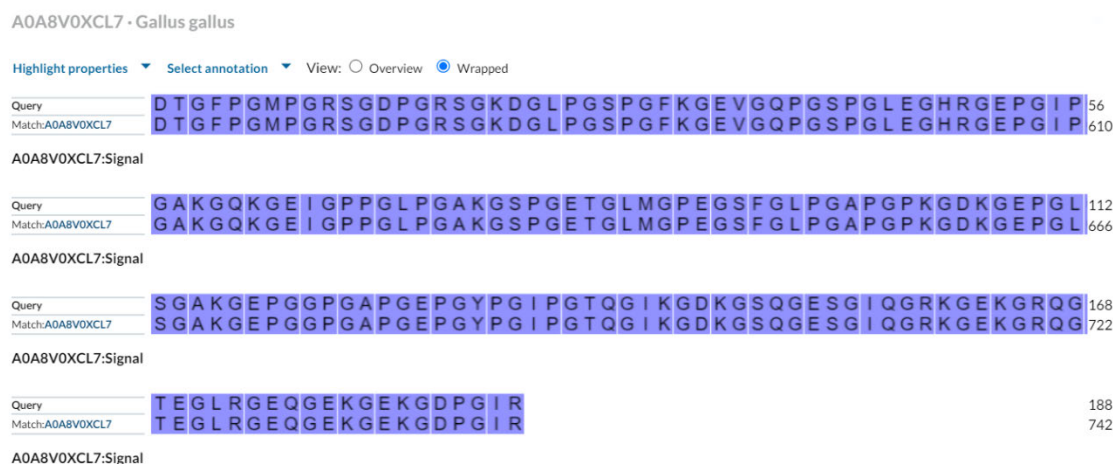 A0A8V0XCL7 · Gallus gallus
Highlight properties Select annotation View: Overview Wrapped
Query DTGFPGMPGRSGDPGRSGKDGLPGSPGFKGEVGQPGSPGLEGHRGEPGIP 56
Match:A0A8V0XCL7 DTGFPGMPGRSGDPGRSGKDGLPGSPGFKGEVGQPGSPGLEGHRGEPGIP 610
A0A8V0XCL7:Signal
Query GAKGQKGEIGPPGLPGAKGSPGETGLMGPEGSFGLPGAPGPKGDKGEPGL 112
Match:A0A8V0XCL7 GAKGQKGEIGPPGLPGAKGSPGETGLMGPEGSFGLPGAPGPKGDKGEPGL 666
A0A8V0XCL7:Signal
Query SGAKGEPGGPGAPGEPGYPGIPGTQGIKGDKGSQGESGIQGRKGEKGRQG 168
Match:A0A8V0XCL7 SGAKGEPGGPGAPGEPGYPGIPGTQGIKGDKGSQGESGIQGRKGEKGRQG 722
A0A8V0XCL7:Signal
Query TEGLRGEQGEKGEKGDPGIR 188
Match:A0A8V0XCL7 TEGLRGEQGEKGEKGDPGIR 742
A0A8V0XCL7:Signal